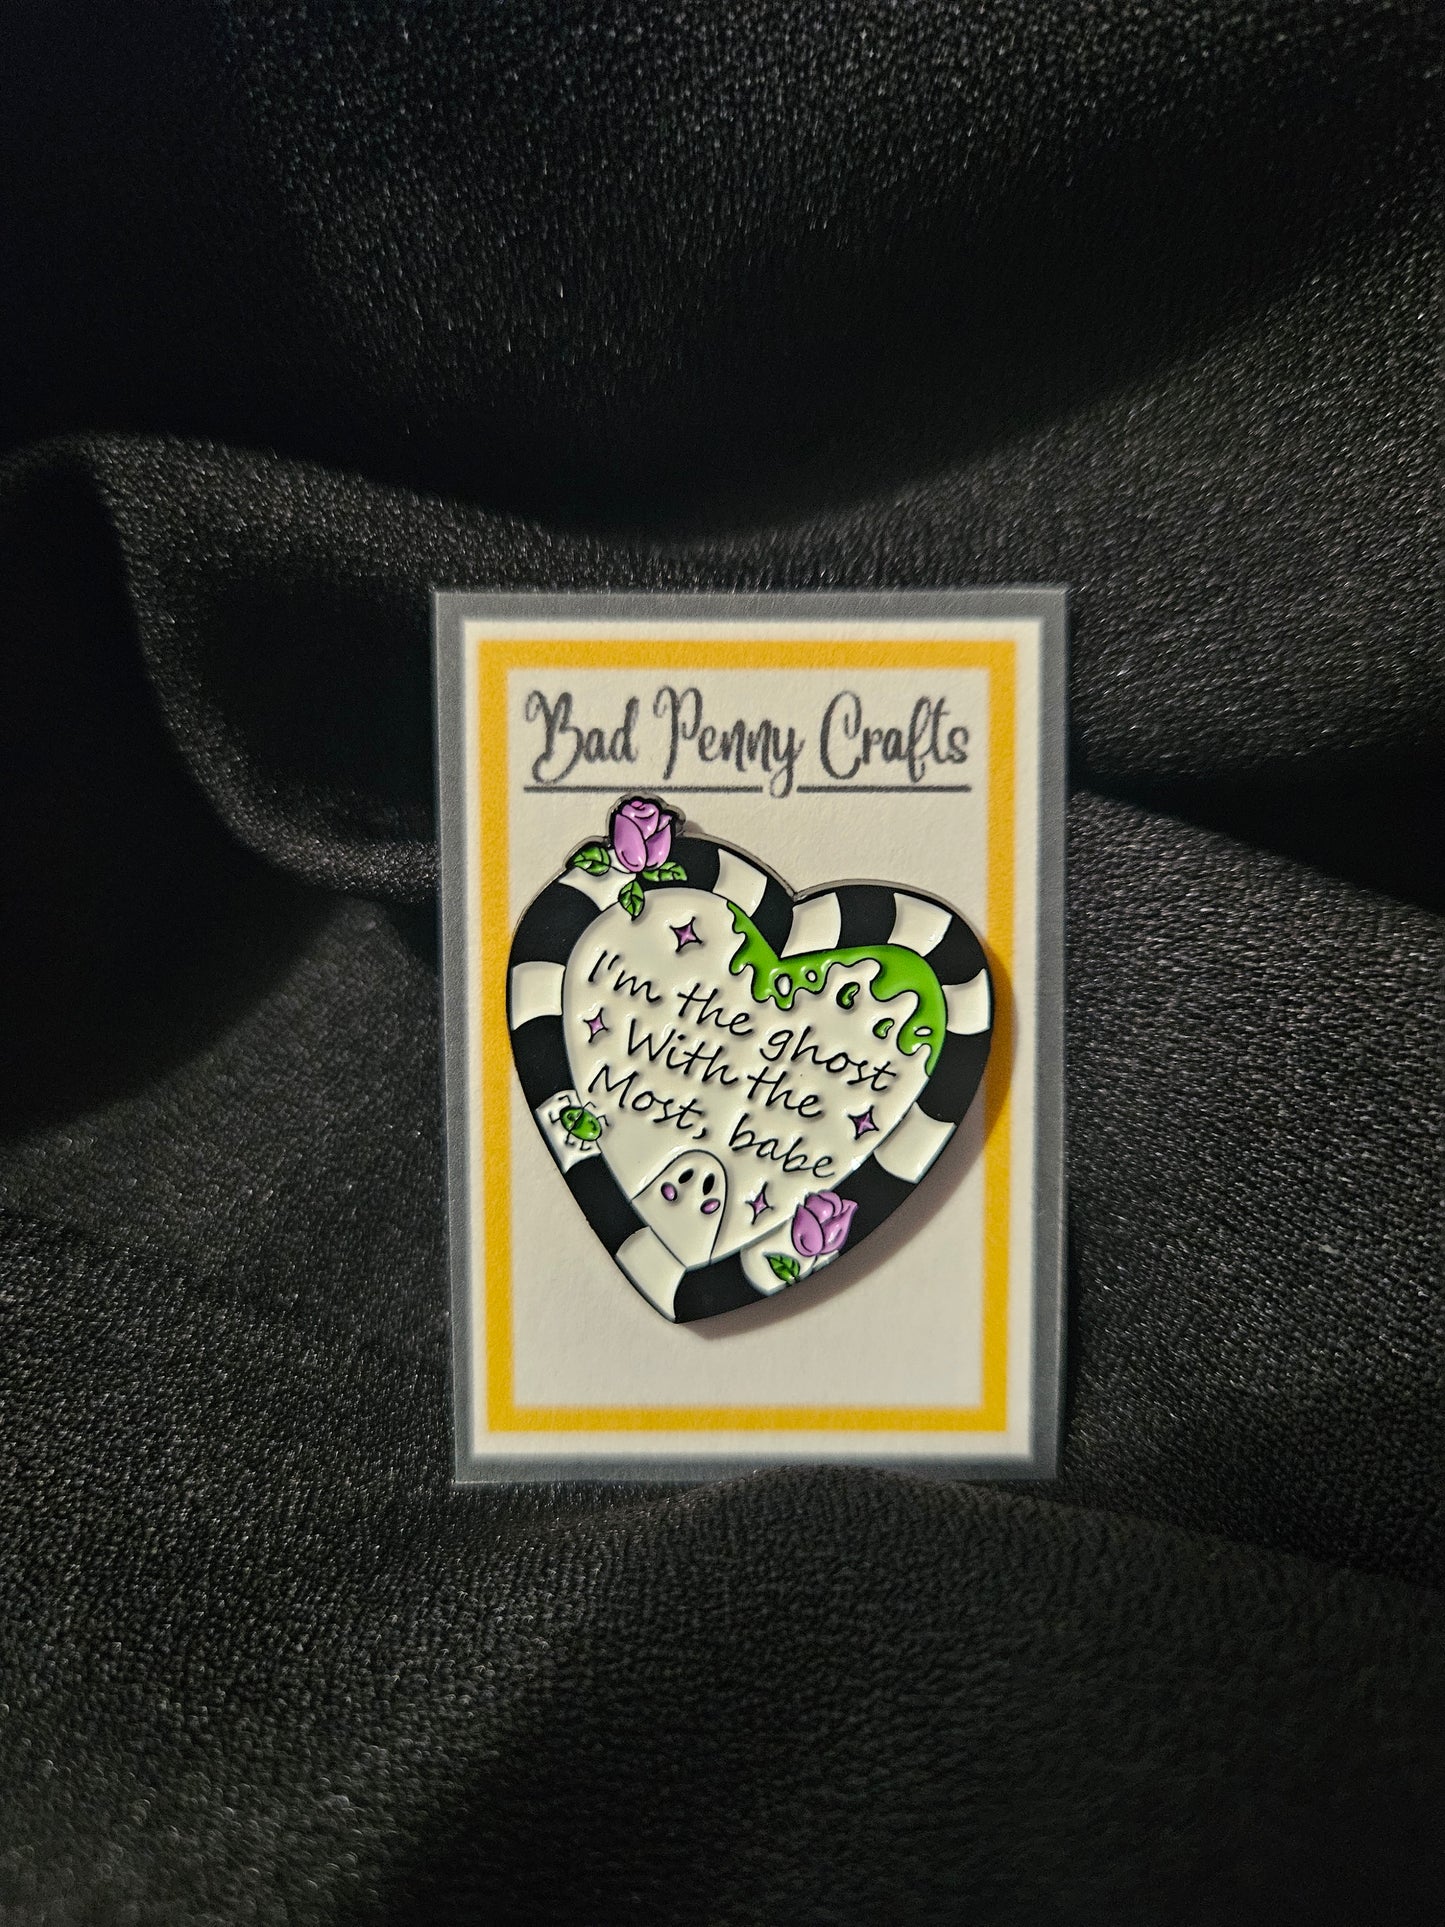 Bad Penny Crafts
I'm the ghost
With the
Most, babe